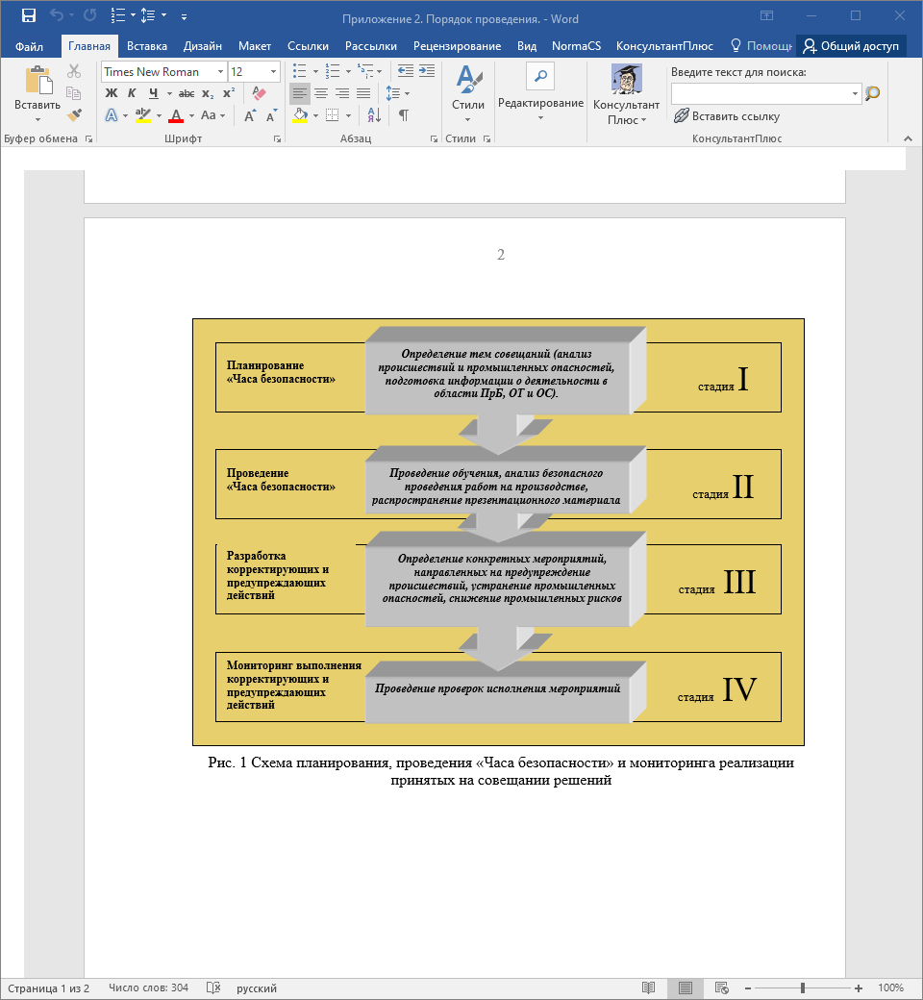 Приложение 2. Порядок проведения. - Word
Файл
Главная
Вставка
Дизайн
Макет
Ссылки
Рассылки
Рецензирование
Вид
NormaCS
КонсультантПлюс
Помощн
Общий доступ
Вставить
Буфер обмена
Times New Roman
12
Ж К Ч abc x₂ x²
Aa
Шрифт
Абзац
Стили
Стили
Редактирование
Консультант
Плюс
Введите текст для поиска:
Вставить ссылку
КонсультантПлюс
2
Планирование
«Часа безопасности»
Определение тем совещаний (анализ
происшествий и промышленных опасностей,
подготовка информации о деятельности в
области ПрБ, ОТ и ОС).
стадия I
Проведение
«Часа безопасности»
Проведение обучения, анализ безопасного
проведения работ на производстве,
распространение презентационного материала
стадия II
Разработка
корректирующих и
предупреждающих
действий
Определение конкретных мероприятий,
направленных на предупреждение
происшествий, устранение промышленных
опасностей, снижение промышленных рисков
стадия III
Мониторинг выполнения
корректирующих и
предупреждающих
действий
Проведение проверок исполнения мероприятий
стадия IV
Рис. 1 Схема планирования, проведения «Часа безопасности» и мониторинга реализации
принятых на совещании решений
Страница 1 из 2
Число слов: 304
русский
100%